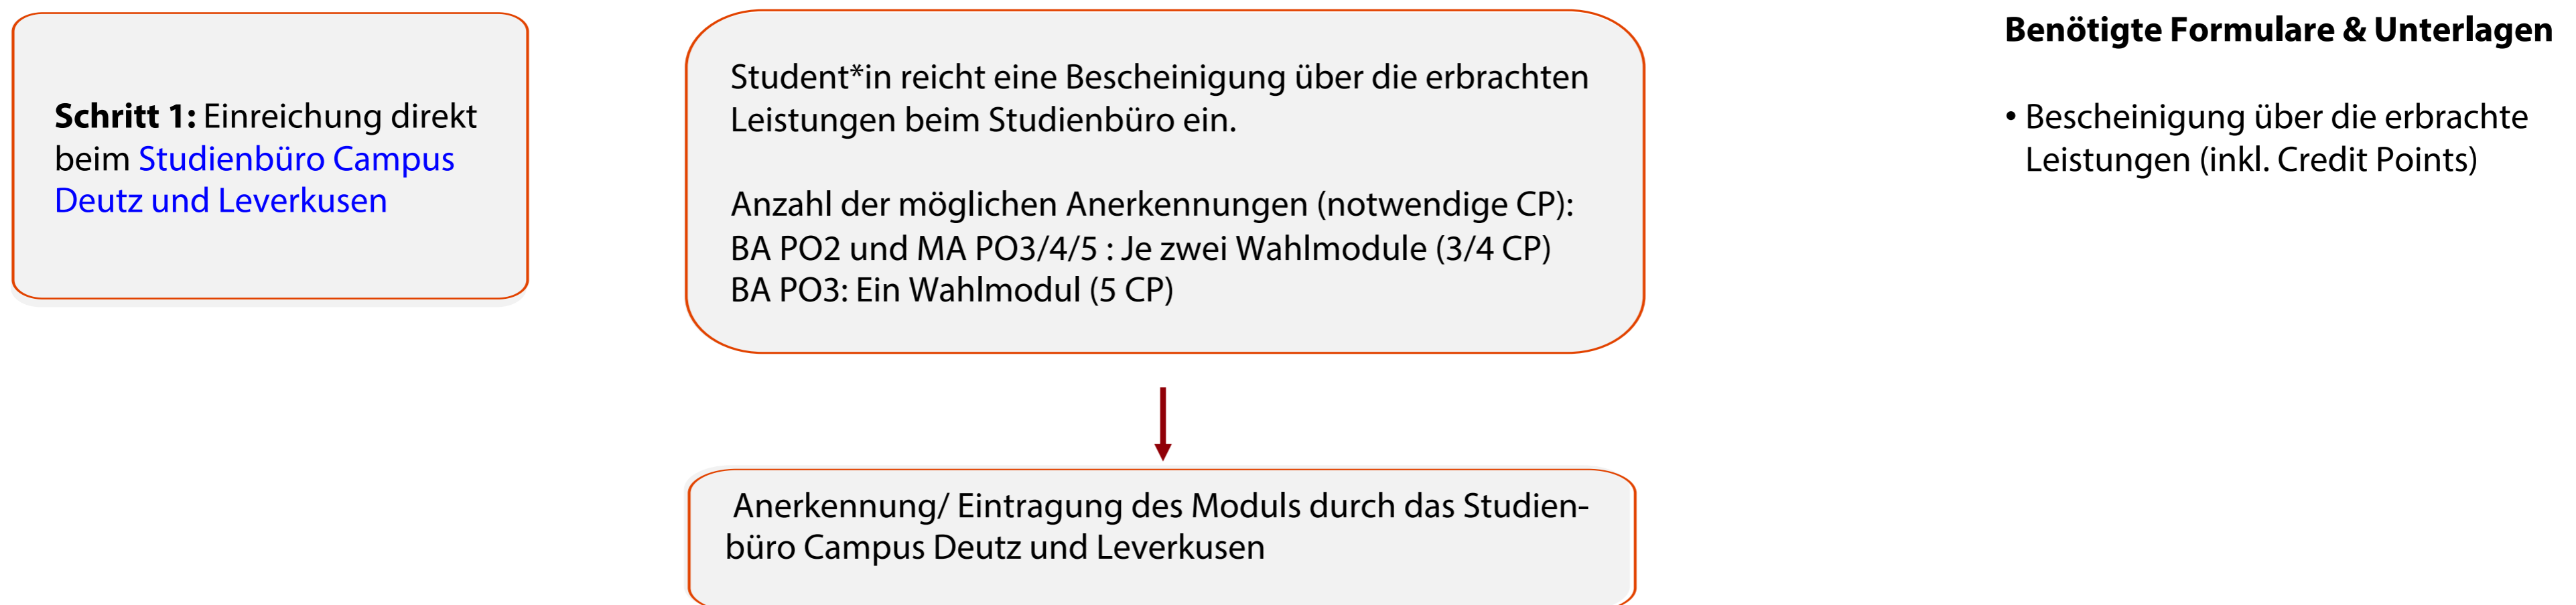 Schritt 1: Einreichung direkt
beim Studienbüro Campus
Deutz und Leverkusen
Student*in reicht eine Bescheinigung über die erbrachten
Leistungen beim Studienbüro ein.
Anzahl der möglichen Anerkennungen (notwendige CP):
BA PO2 und MA PO3/4/5 : Je zwei Wahlmodule (3/4 CP)
BA PO3: Ein Wahlmodul (5 CP)
Anerkennung/ Eintragung des Moduls durch das Studien-
büro Campus Deutz und Leverkusen
Benötigte Formulare & Unterlagen
• Bescheinigung über die erbrachte
Leistungen (inkl. Credit Points)